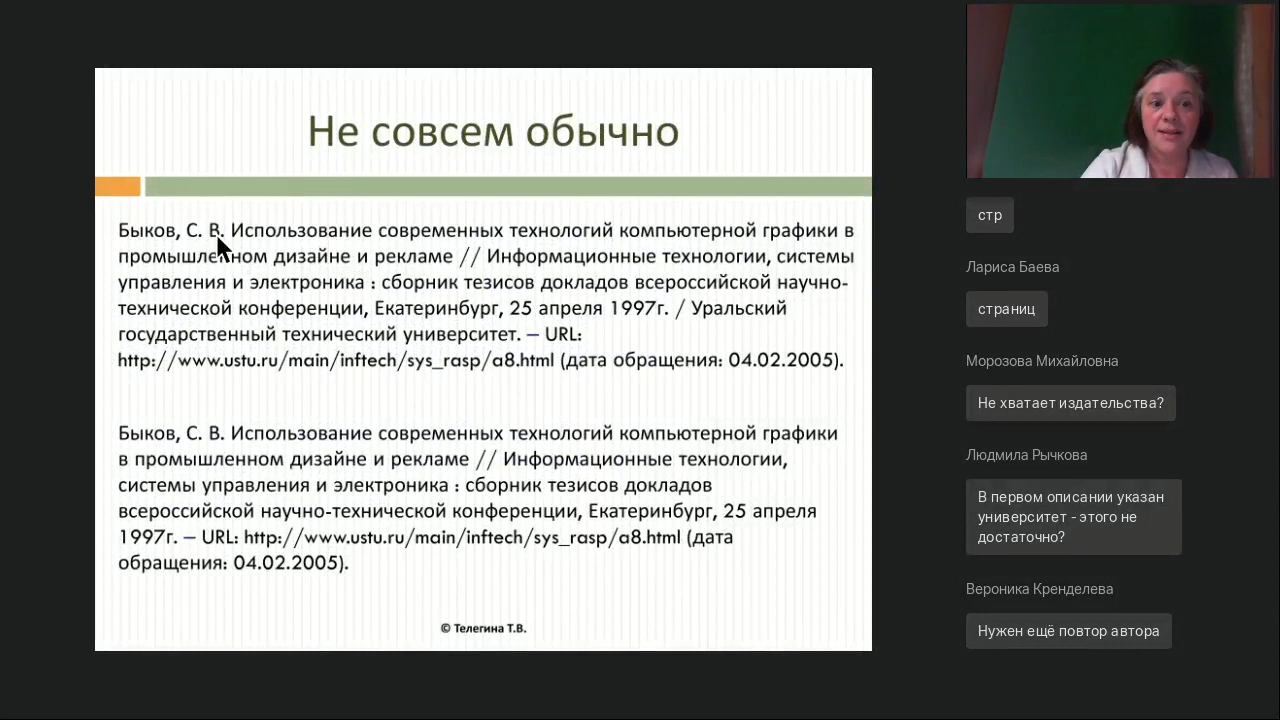 Не совсем обычно
Быков, С. В. Использование современных технологий компьютерной графики в
промышленном дизайне и рекламе // Информационные технологии, системы
управления и электроника : сборник тезисов докладов всероссийской научно-
технической конференции, Екатеринбург, 25 апреля 1997г. / Уральский
государственный технический университет. – URL:
http://www.ustu.ru/main/inftech/sys_rasp/a8.html (дата обращения: 04.02.2005).
Быков, С. В. Использование современных технологий компьютерной графики
в промышленном дизайне и рекламе // Информационные технологии,
системы управления и электроника : сборник тезисов докладов
всероссийской научно-технической конференции, Екатеринбург, 25 апреля
1997г. – URL: http://www.ustu.ru/main/inftech/sys_rasp/a8.html (дата
обращения: 04.02.2005).
© Телегина Т.В.
стр
Лариса Баева
страниц
Морозова Михайловна
Не хватает издательства?
Людмила Рычкова
В первом описании указан
университет - этого не
достаточно?
Вероника Кренделева
Нужен ещё повтор автора